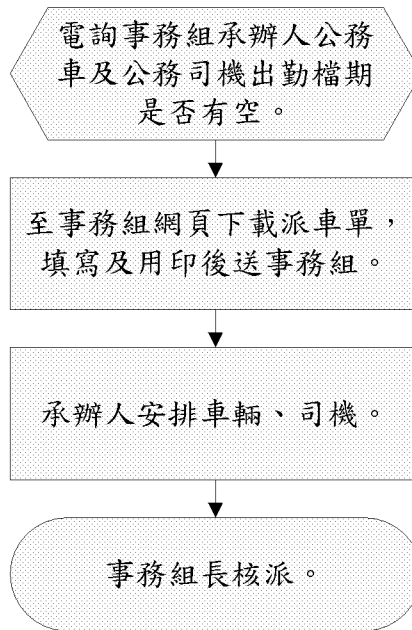 電詢事務組承辦人公務
車及公務司機出勤檔期
是否有空。
至事務組網頁下載派車單，
填寫及用印後送事務組。
承辦人安排車輛、司機。
事務組長核派。